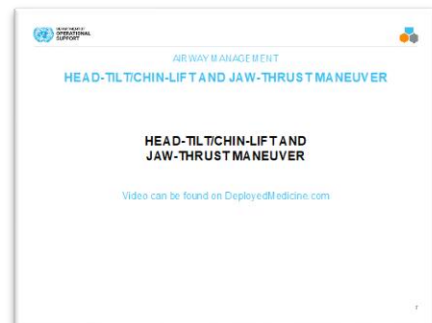 DEPARTMENT OF
OPERATIONAL
SUPPORT
AIRWAY MANAGEMENT
HEAD-TILT/CHIN-LIFT AND JAW-THRUST MANEUVER
HEAD-TILT/CHIN-LIFT AND
JAW-THRUST MANEUVER
Video can be found on DeployedMedicine.com